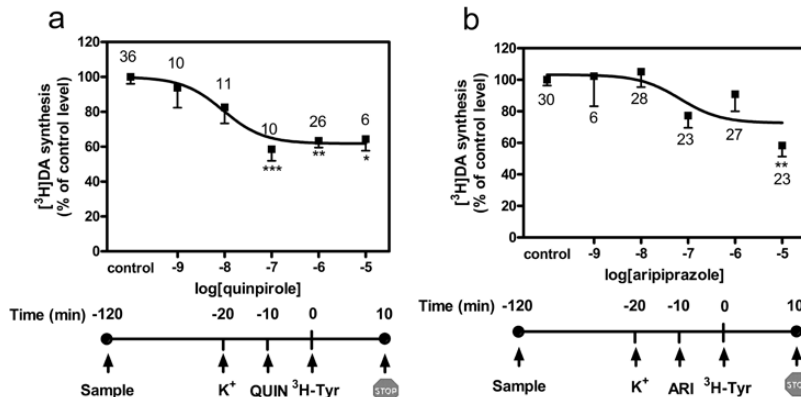 a
36
10
11
10
26
6
***
**
*
120
100
80
60
40
20
0
[³H]DA synthesis
(% of control level)
control -9 -8 -7 -6 -5
log[quinpirole]
Time (min) -120 -20 -10 0 10
Sample K⁺ QUIN ³H-Tyr STOP
b
30
6
28
23
27
**
23
120
100
80
60
40
20
0
[³H]DA synthesis
(% of control level)
control -9 -8 -7 -6 -5
log[aripiprazole]
Time (min) -120 -20 -10 0 10
Sample K⁺ ARI ³H-Tyr STOP